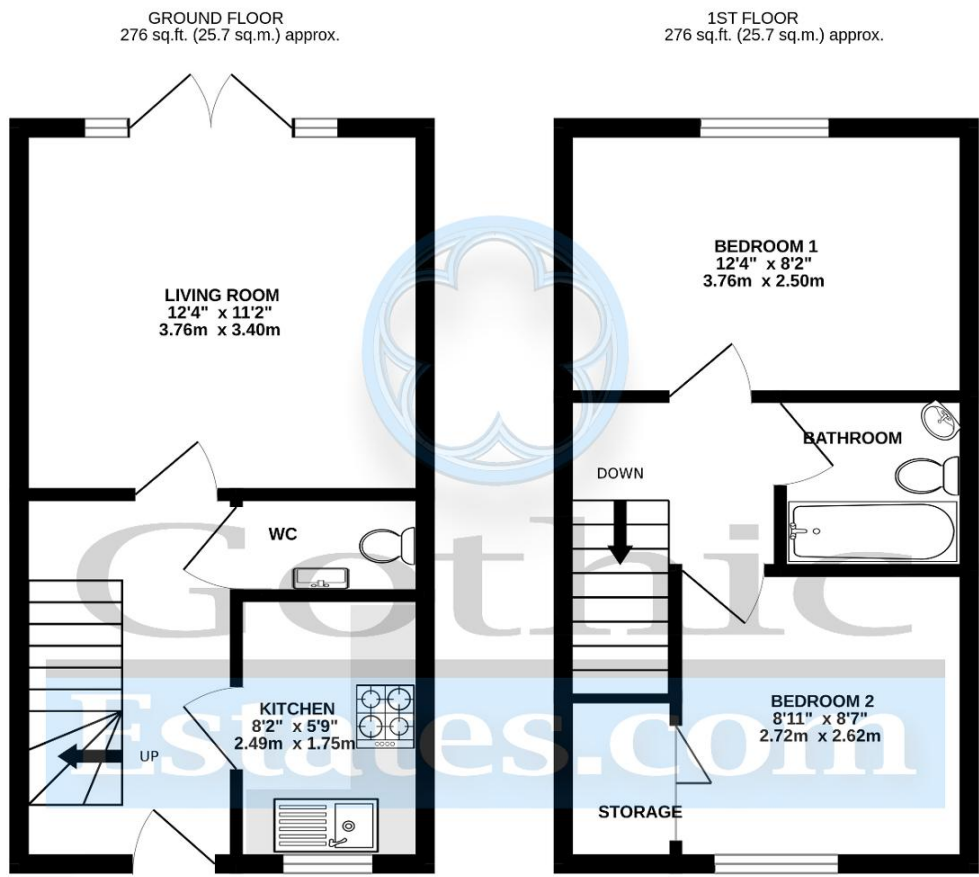 GROUND FLOOR
276 sq.ft. (25.7 sq.m.) approx.
1ST FLOOR
276 sq.ft. (25.7 sq.m.) approx.
LIVING ROOM
12'4" x 11'2"
3.76m x 3.40m
BEDROOM 1
12'4" x 8'2"
3.76m x 2.50m
BATHROOM
DOWN
WC
Gothic
Estates.com
KITCHEN
8'2" x 5'9"
2.49m x 1.75m
UP
BEDROOM 2
8'11" x 8'7"
2.72m x 2.62m
STORAGE